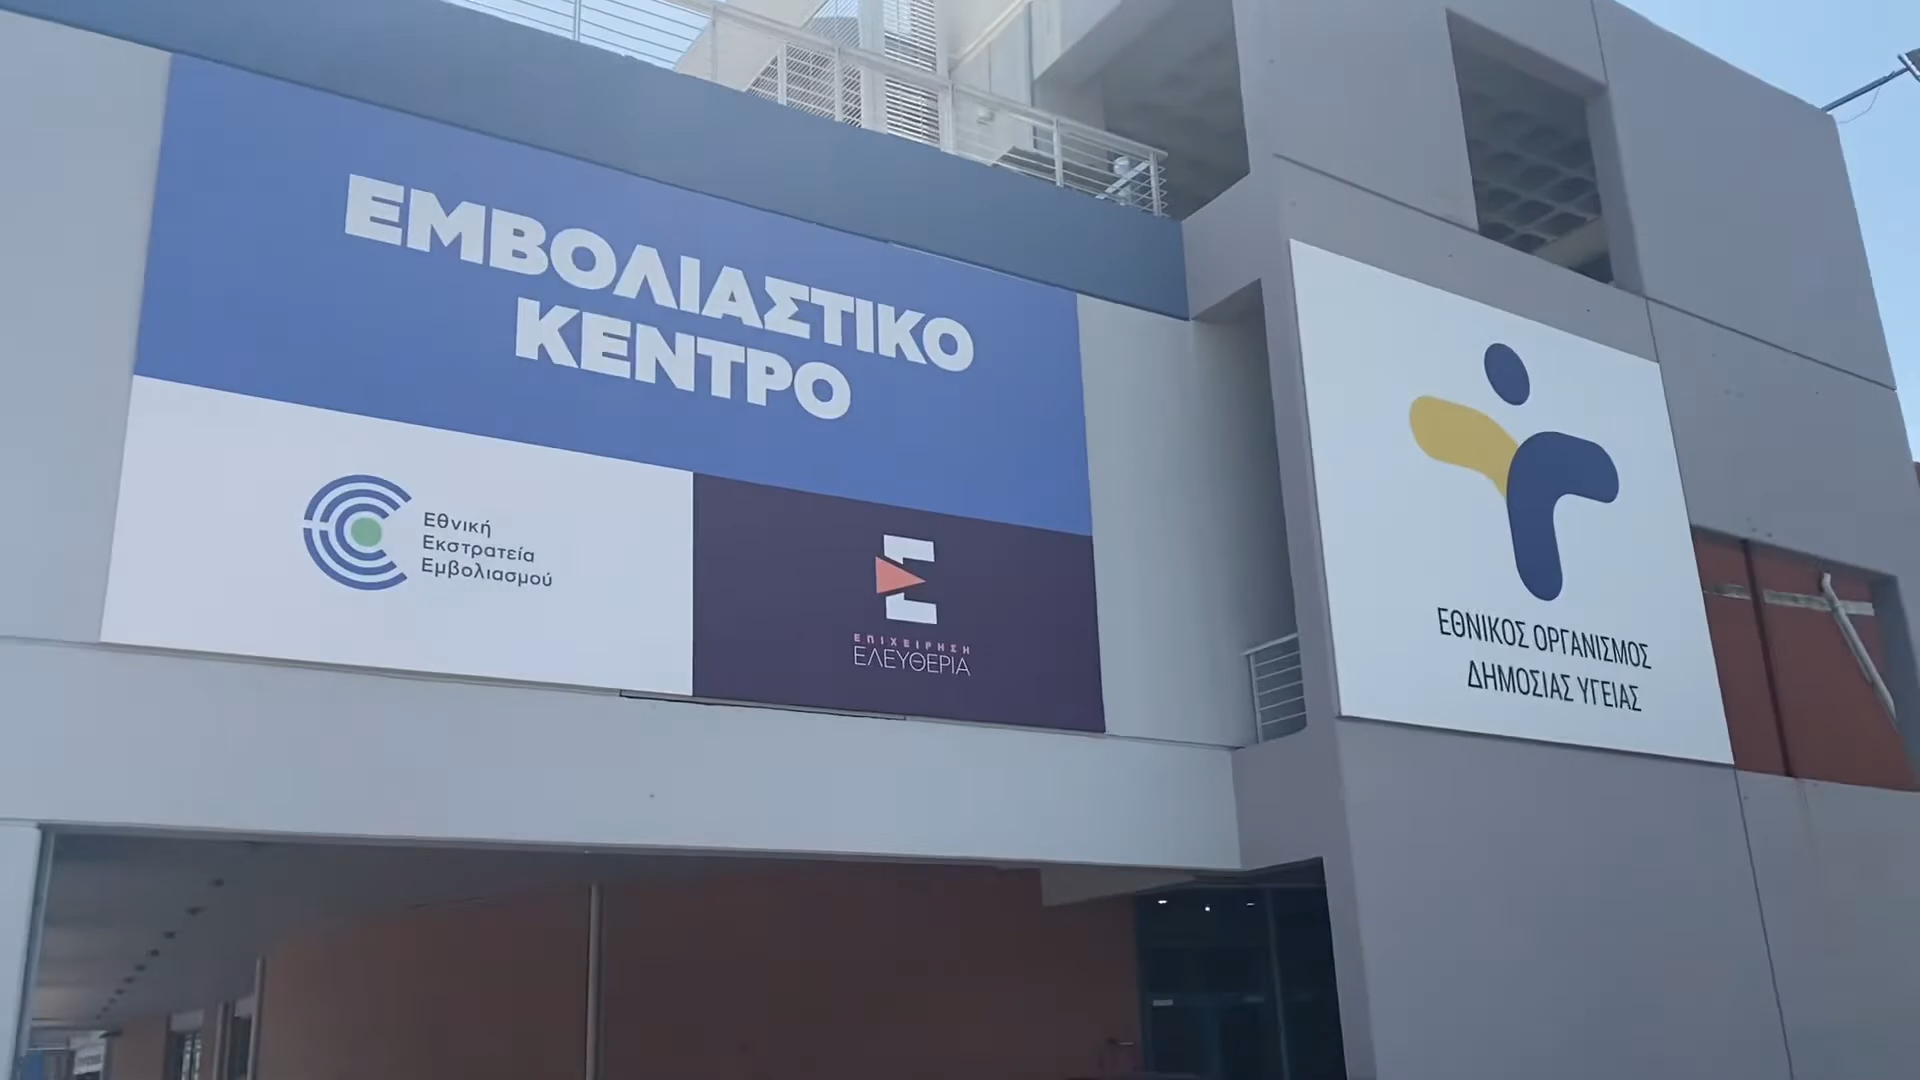 ΕΜΒΟΛΙΑΣΤΙΚΟ
ΚΕΝΤΡΟ
Εθνική
Εκστρατεία
Εμβολιασμού
ΕΠΙΧΕΙΡΗΣΗ
ΕΛΕΥΘΕΡΙΑ
ΕΘΝΙΚΟΣ ΟΡΓΑΝΙΣΜΟΣ
ΔΗΜΟΣΙΑΣ ΥΓΕΙΑΣ